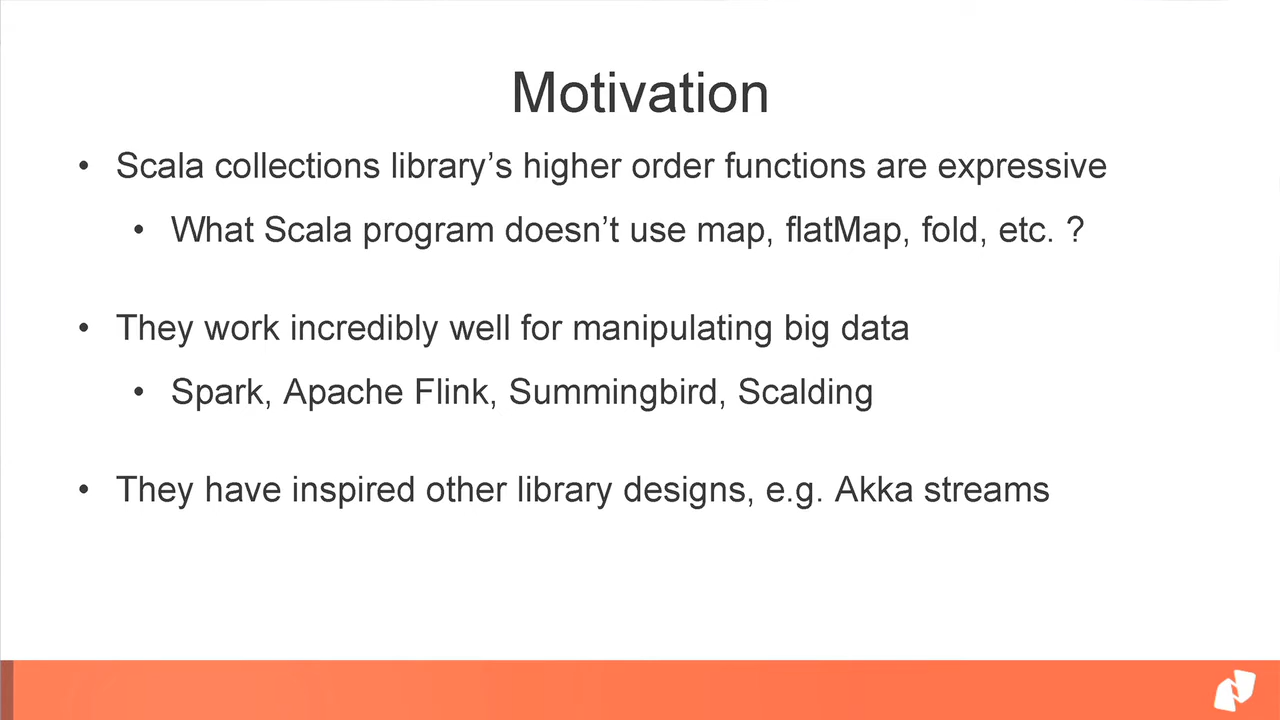 Motivation
• Scala collections library’s higher order functions are expressive
• What Scala program doesn’t use map, flatMap, fold, etc. ?
• They work incredibly well for manipulating big data
• Spark, Apache Flink, Summingbird, Scalding
• They have inspired other library designs, e.g. Akka streams